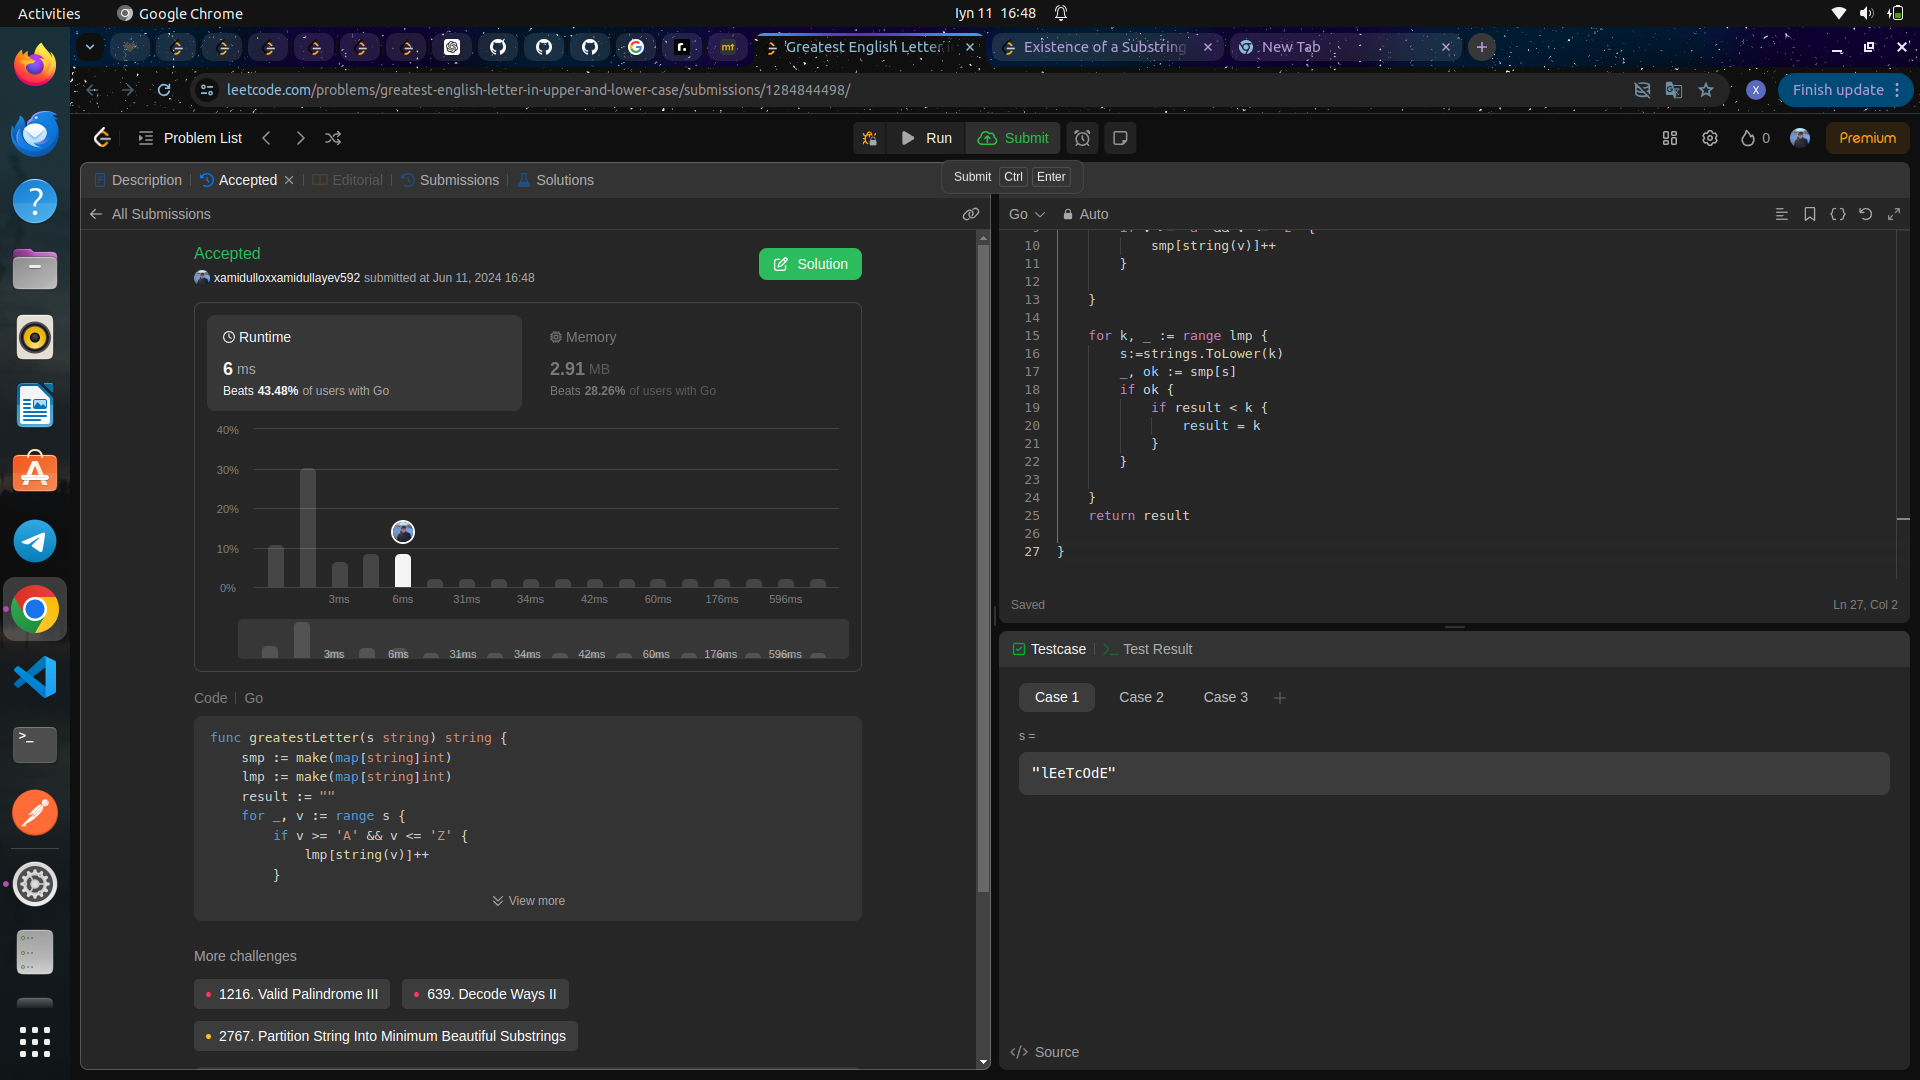 Activities
Google Chrome
Iyn 11 16:48
mt
Greatest English Letter
Existence of a Substring
New Tab
leetcode.com/problems/greatest-english-letter-in-upper-and-lower-case/submissions/1284844498/
X
Finish update
Problem List
Run
Submit
0
Premium
Submit Ctrl Enter
Description
Accepted
Editorial
Submissions
Solutions
All Submissions
Accepted
xamidulloxxamidullayev592 submitted at Jun 11, 2024 16:48
Solution
Runtime
6 ms
Beats 43.48% of users with Go
Memory
2.91 MB
Beats 28.26% of users with Go
40%
30%
20%
10%
0%
3ms 6ms 31ms 34ms 42ms 60ms 176ms 596ms
3ms 6ms 31ms 34ms 42ms 60ms 176ms 596ms
Code Go
func greatestLetter(s string) string {
smp := make(map[string]int)
lmp := make(map[string]int)
result := ""
for _, v := range s {
if v >= 'A' && v <= 'Z' {
lmp[string(v)]++
}
View more
More challenges
1216. Valid Palindrome III
639. Decode Ways II
2767. Partition String Into Minimum Beautiful Substrings
Go
Auto
10 smp[string(v)]++
11 }
12
13 }
14
15 for k, _ := range lmp {
16 s:=strings.ToLower(k)
17 _, ok := smp[s]
18 if ok {
19 if result < k {
20 result = k
21 }
22 }
23
24 }
25 return result
26
27 }
Saved
Ln 27, Col 2
Testcase
Test Result
Case 1
Case 2
Case 3
s =
"lEeTcOdE"
Source